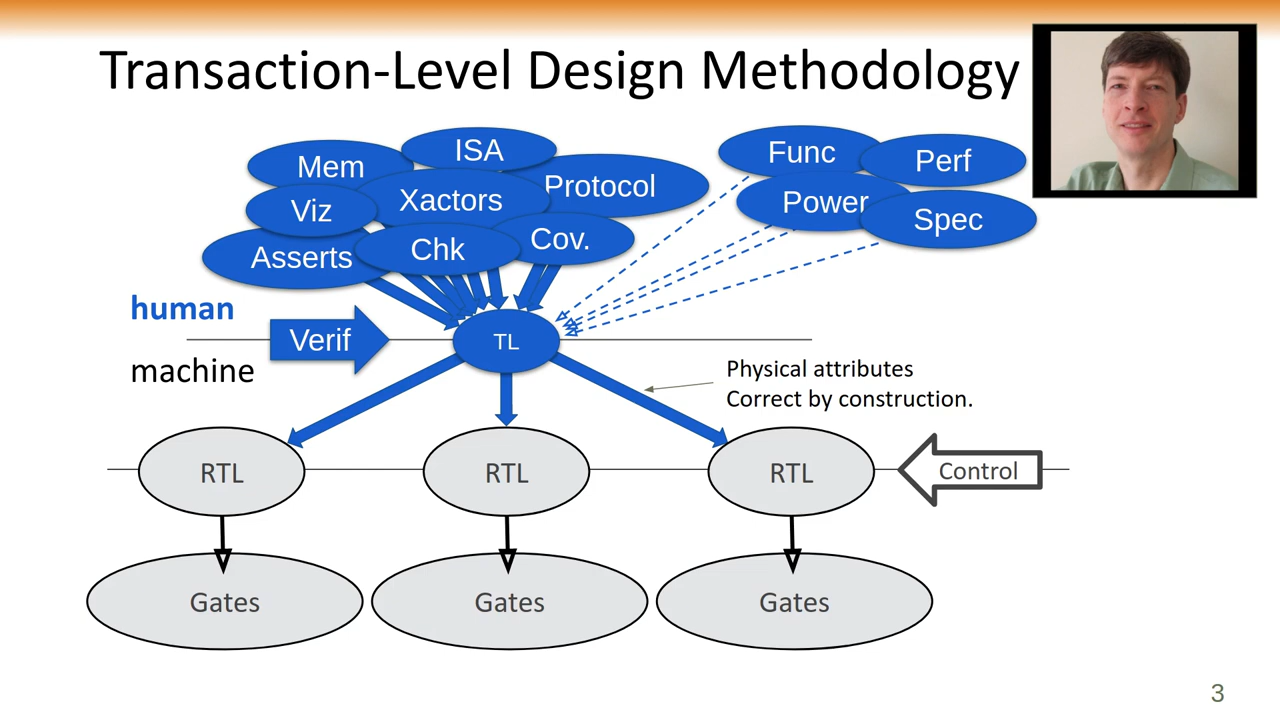 Transaction-Level Design Methodology
Mem
ISA
Xactors
Protocol
Viz
Asserts
Chk
Cov.
Func
Perf
Power
Spec
human
Verif
TL
machine
Physical attributes
Correct by construction.
RTL
RTL
RTL
Control
Gates
Gates
Gates
3